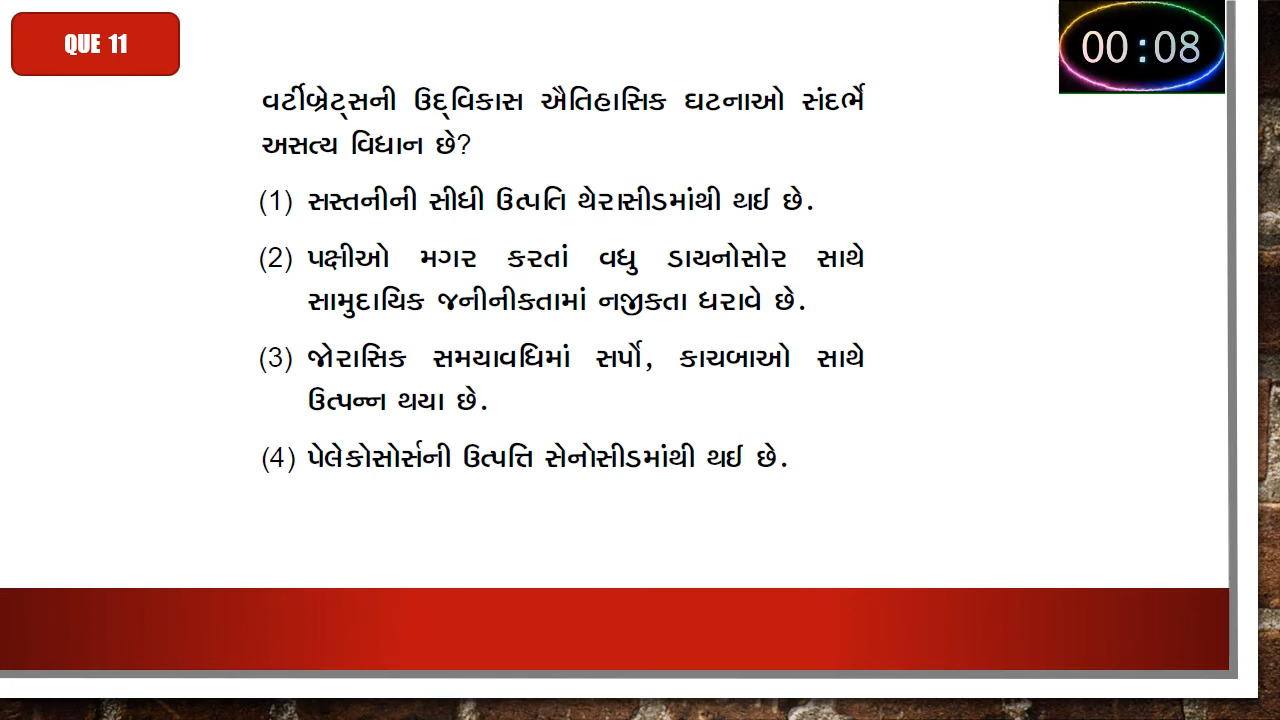 QUE 11
00:08
વર્ટીબ્રેટ્સની ઉદ્‌વિકાસ ઐતિહાસિક ઘટનાઓ સંદર્ભે
અસત્ય વિધાન છે?
(1) સસ્તનીની સીધી ઉત્પતિ થેરાસીડમાંથી થઈ છે.
(2) પક્ષીઓ મગર કરતાં વધુ ડાયનોસોર સાથે
સામુદાયિક જનીનીકતામાં નજીકતા ધરાવે છે.
(3) જોરાસિક સમયાવધિમાં સર્પો, કાચબાઓ સાથે
ઉત્પન્ન થયા છે.
(4) પેલેકોસોર્સની ઉત્પત્તિ સેનોસીડમાંથી થઈ છે.